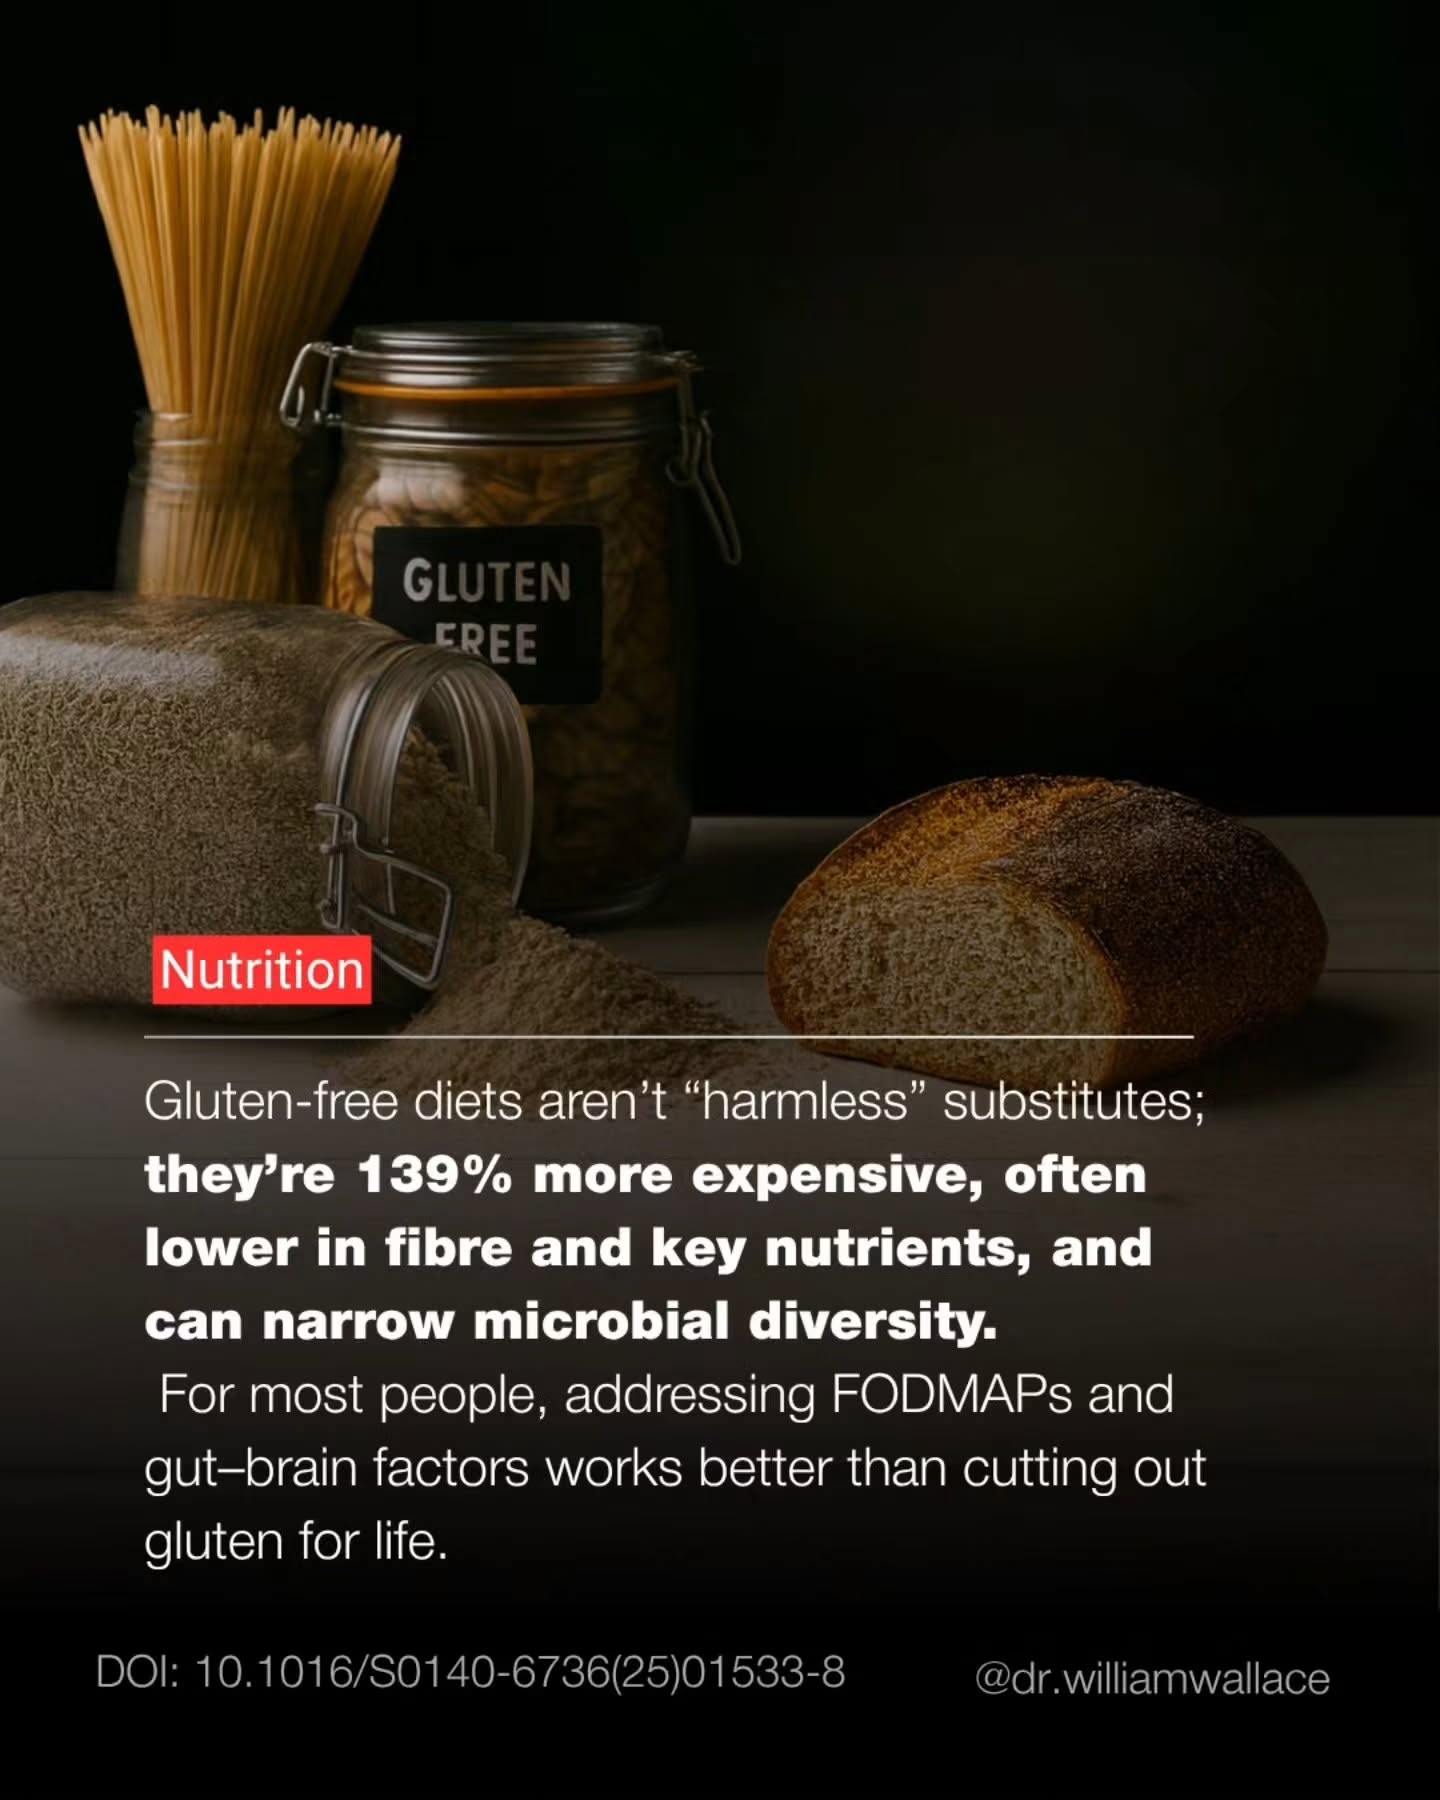 GLUTEN
FREE
Nutrition
Gluten-free diets aren’t “harmless” substitutes;
they’re 139% more expensive, often
lower in fibre and key nutrients, and
can narrow microbial diversity.
For most people, addressing FODMAPs and
gut–brain factors works better than cutting out
gluten for life.
DOI: 10.1016/S0140-6736(25)01533-8
@dr.williamwallace